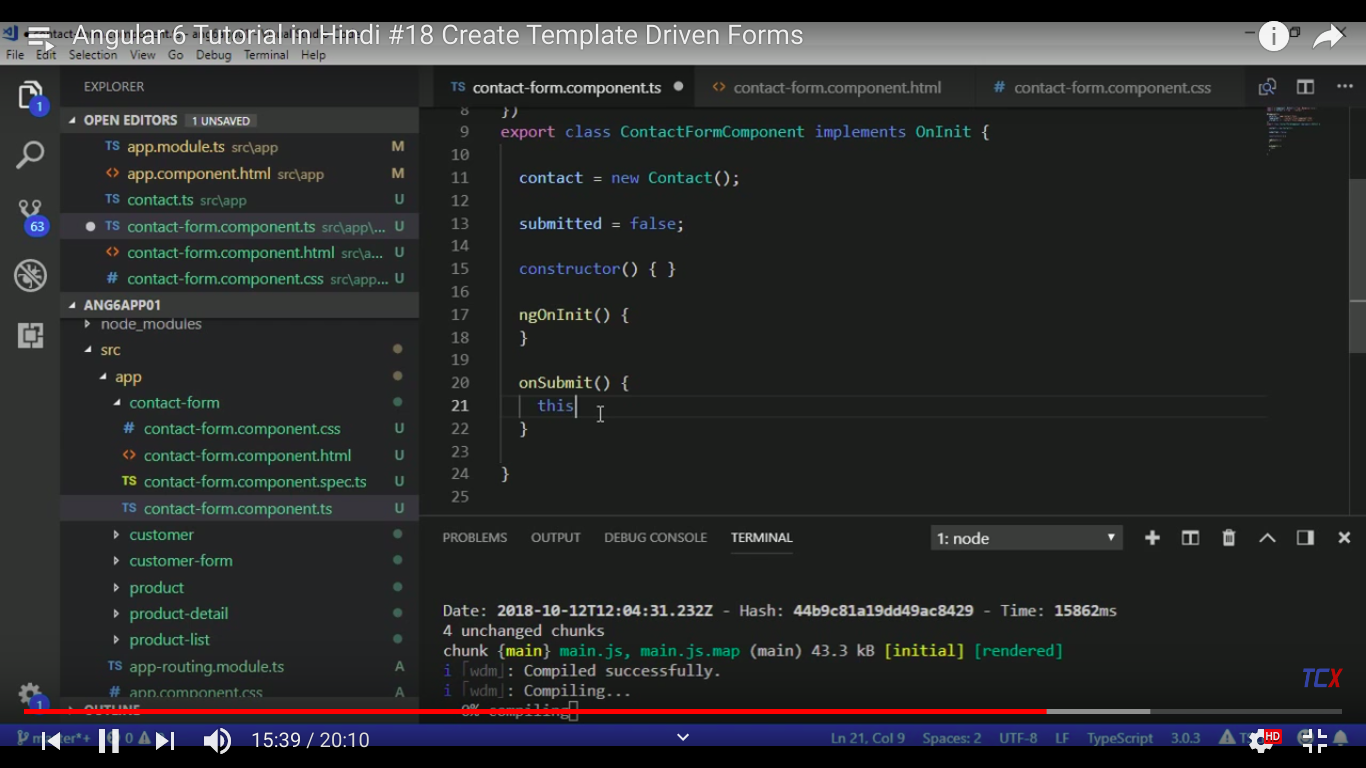 Angular 6 Tutorial in Hindi #18 Create Template Driven Forms
File Edit Selection View Go Debug Terminal Help
EXPLORER
OPEN EDITORS 1 UNSAVED
TS app.module.ts src\app M
<> app.component.html src\app M
TS contact.ts src\app U
TS contact-form.component.ts src\app\... U
<> contact-form.component.html src\a... U
# contact-form.component.css src\app... U
ANG6APP01
node_modules
src
app
contact-form
# contact-form.component.css U
<> contact-form.component.html U
TS contact-form.component.spec.ts U
TS contact-form.component.ts U
customer
customer-form
product
product-detail
product-list
TS app-routing.module.ts A
# app.component.css A
OUTLINE
1
63
1
TS contact-form.component.ts
<> contact-form.component.html
# contact-form.component.css
8 })
9 export class ContactFormComponent implements OnInit {
10
11 contact = new Contact();
12
13 submitted = false;
14
15 constructor() { }
16
17 ngOnInit() {
18 }
19
20 onSubmit() {
21 this
22 }
23
24 }
25
PROBLEMS OUTPUT DEBUG CONSOLE TERMINAL 1: node
Date: 2018-10-12T12:04:31.232Z - Hash: 44b9c81a19dd49ac8429 - Time: 15862ms
4 unchanged chunks
chunk {main} main.js, main.js.map (main) 43.3 kB [initial] [rendered]
i ｢wdm｣: Compiled successfully.
i ｢wdm｣: Compiling...
0% compiling
TCX
15:39 / 20:10
Ln 21, Col 9 Spaces: 2 UTF-8 LF TypeScript 3.0.3
HD